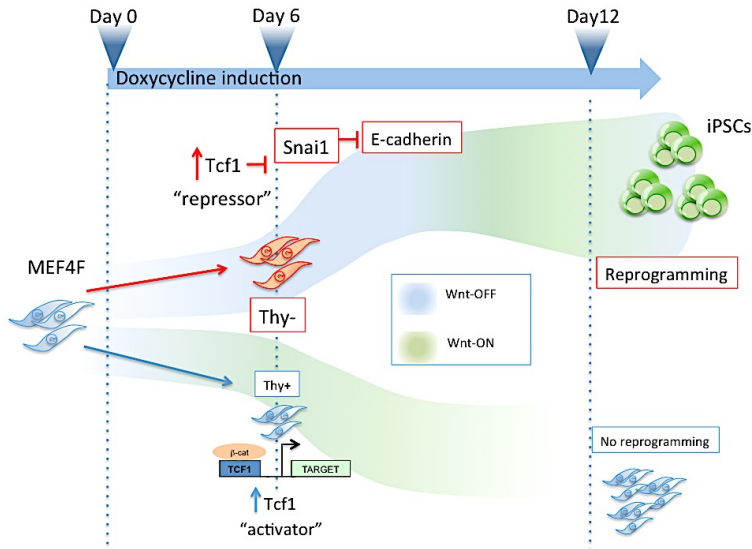 Day 0
Day 6
Day12
Doxycycline induction
iPSCs
Snai1
E-cadherin
Tcf1
“repressor”
MEF4F
Reprogramming
Wnt-OFF
Thy-
Wnt-ON
Thy+
No reprogramming
β-cat
TCF1
TARGET
Tcf1
“activator”